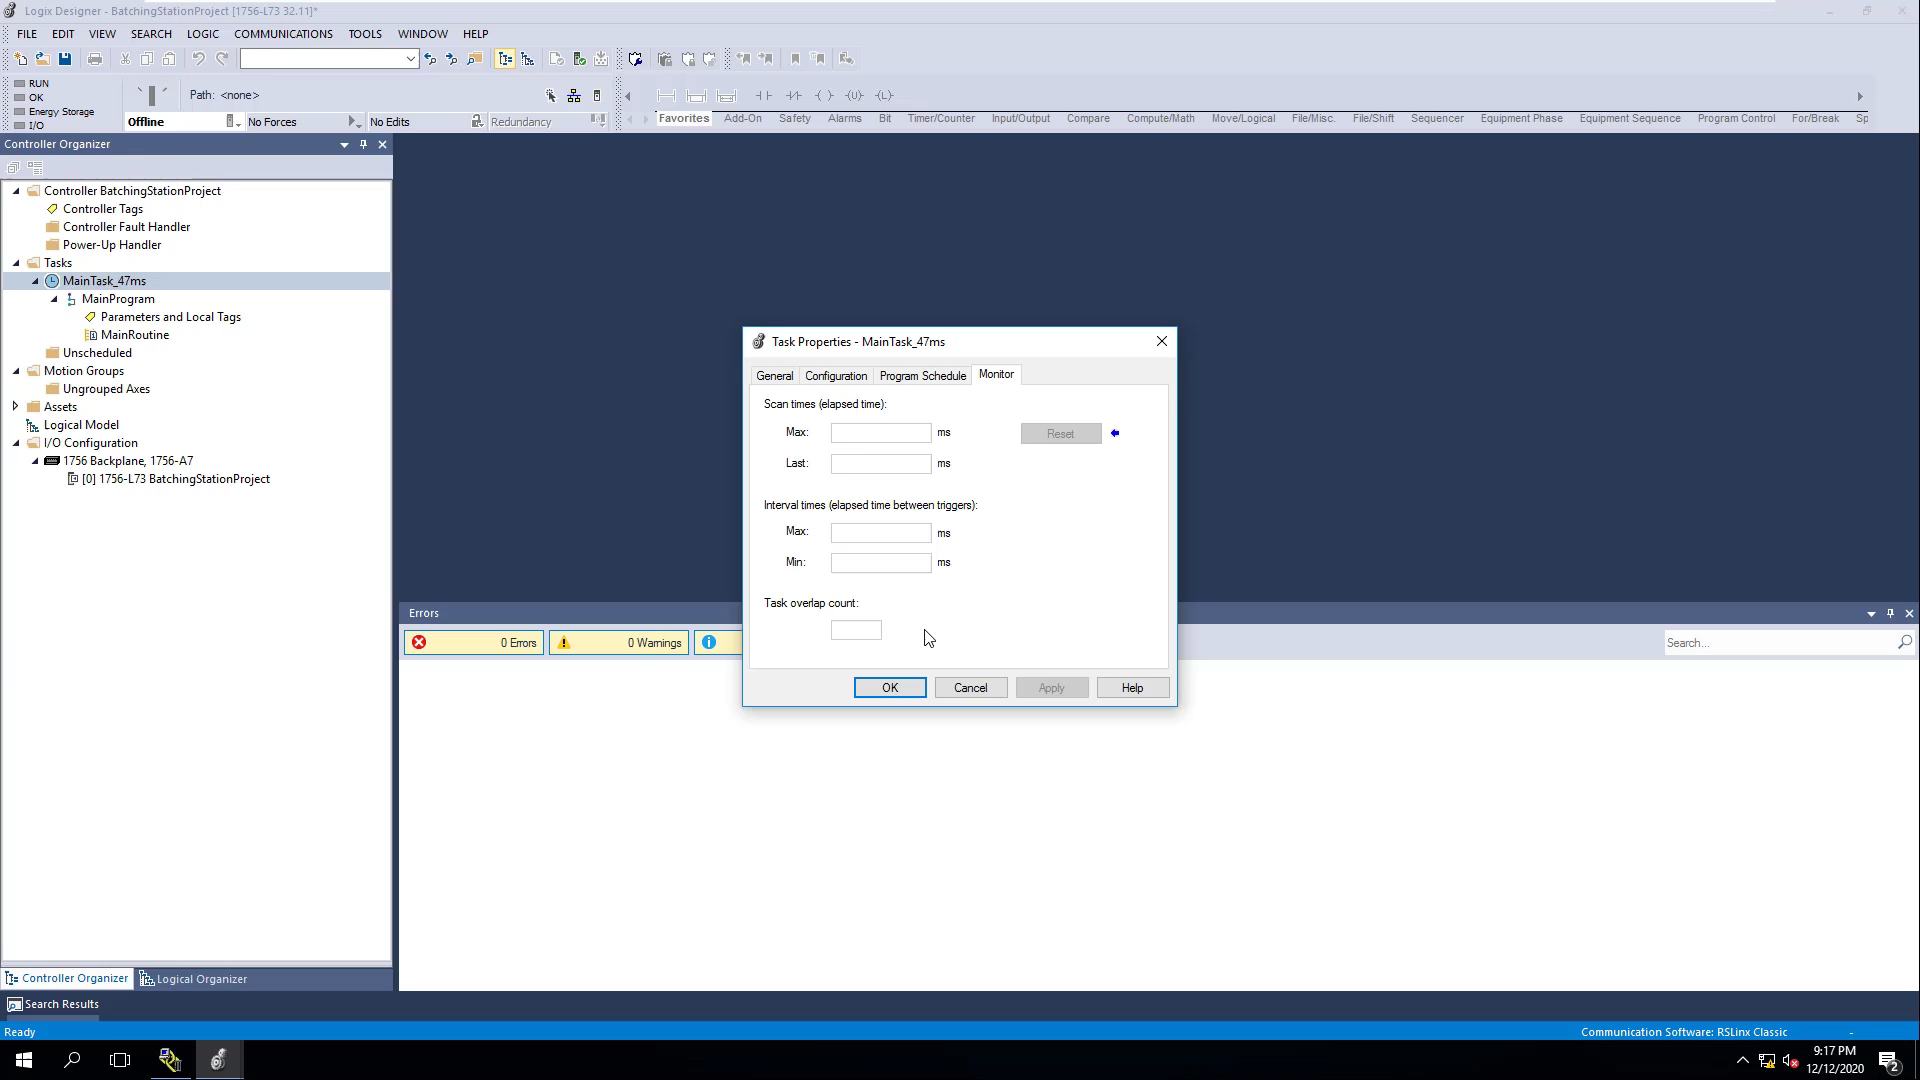 Logix Designer - BatchingStationProject [1756-L73 32.11]*
FILE EDIT VIEW SEARCH LOGIC COMMUNICATIONS TOOLS WINDOW HELP
RUN
OK
Energy Storage
I/O
Path: <none>
Offline
No Forces
No Edits
Redundancy
Favorites Add-On Safety Alarms Bit Timer/Counter Input/Output Compare Compute/Math Move/Logical File/Misc. File/Shift Sequencer Equipment Phase Equipment Sequence Program Control For/Break Sp
Controller Organizer
Controller BatchingStationProject
Controller Tags
Controller Fault Handler
Power-Up Handler
Tasks
MainTask_47ms
MainProgram
Parameters and Local Tags
MainRoutine
Unscheduled
Motion Groups
Ungrouped Axes
Assets
Logical Model
I/O Configuration
1756 Backplane, 1756-A7
[0] 1756-L73 BatchingStationProject
Task Properties - MainTask_47ms
General Configuration Program Schedule Monitor
Scan times (elapsed time):
Max: ms
Reset
Last: ms
Interval times (elapsed time between triggers):
Max: ms
Min: ms
Task overlap count:
OK Cancel Apply Help
Errors
0 Errors
0 Warnings
Search...
Controller Organizer
Logical Organizer
Search Results
Ready
Communication Software: RSLinx Classic
9:17 PM
12/12/2020
2